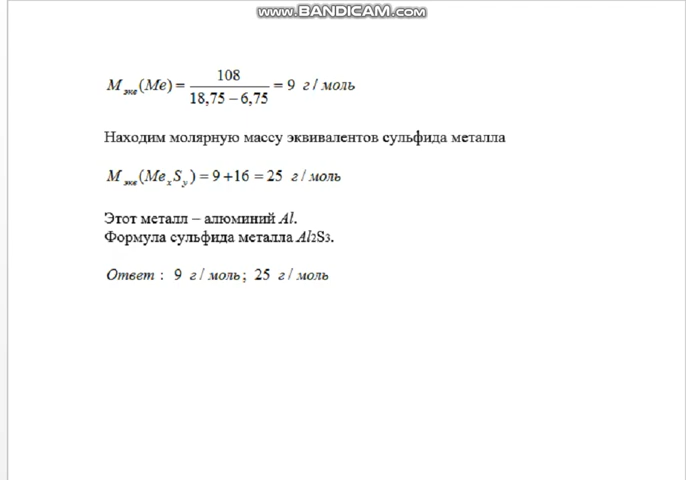 www.BANDICAM.com
M экв (Me) = 108 / (18,75 – 6,75) = 9 г / моль
Находим молярную массу эквивалентов сульфида металла
M экв (MeₓSᵧ) = 9 + 16 = 25 г / моль
Этот металл – алюминий Al.
Формула сульфида металла Al2S3.
Ответ : 9 г / моль; 25 г / моль